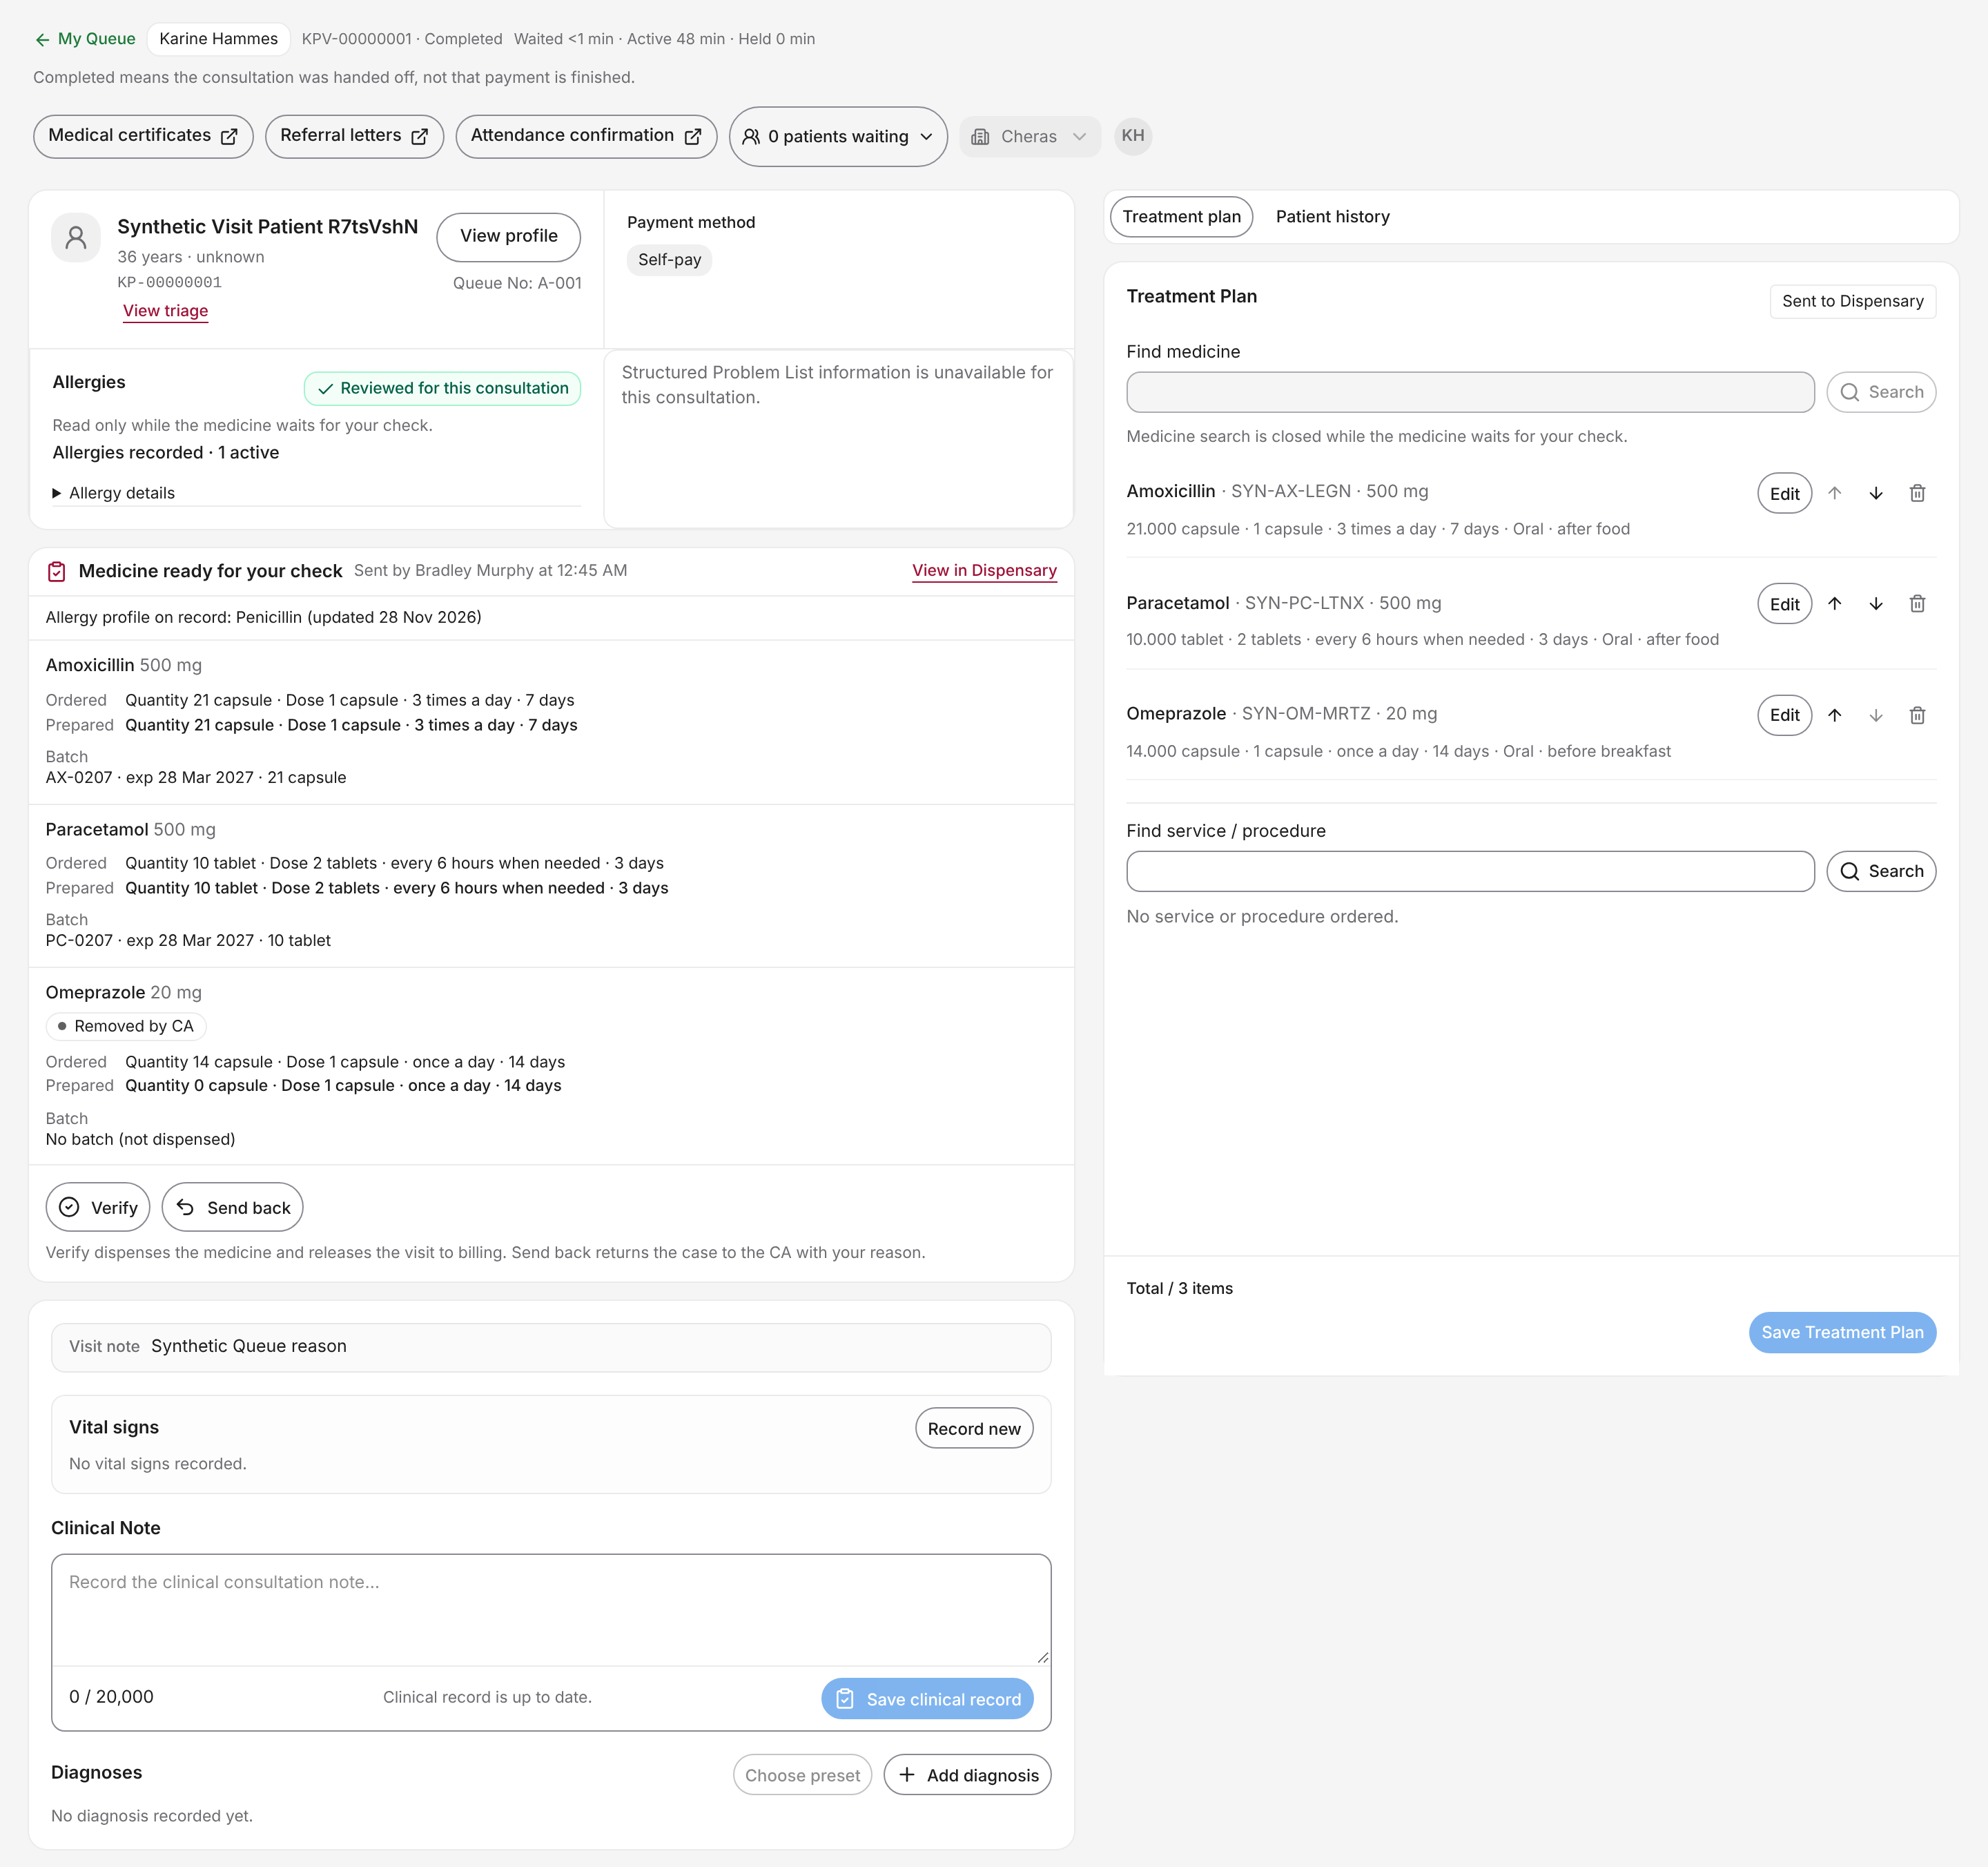 My Queue Karine Hammes KPV-00000001 · Completed Waited <1 min · Active 48 min · Held 0 min
Completed means the consultation was handed off, not that payment is finished.
Medical certificates Referral letters Attendance confirmation 0 patients waiting Cheras KH
Synthetic Visit Patient R7tsVshN
View profile
36 years · unknown
KP-00000001
Queue No: A-001
View triage
Payment method
Self-pay
Allergies
Reviewed for this consultation
Read only while the medicine waits for your check.
Allergies recorded · 1 active
Allergy details
Structured Problem List information is unavailable for
this consultation.
Medicine ready for your check Sent by Bradley Murphy at 12:45 AM View in Dispensary
Allergy profile on record: Penicillin (updated 28 Nov 2026)
Amoxicillin 500 mg
Ordered Quantity 21 capsule · Dose 1 capsule · 3 times a day · 7 days
Prepared Quantity 21 capsule · Dose 1 capsule · 3 times a day · 7 days
Batch
AX-0207 · exp 28 Mar 2027 · 21 capsule
Paracetamol 500 mg
Ordered Quantity 10 tablet · Dose 2 tablets · every 6 hours when needed · 3 days
Prepared Quantity 10 tablet · Dose 2 tablets · every 6 hours when needed · 3 days
Batch
PC-0207 · exp 28 Mar 2027 · 10 tablet
Omeprazole 20 mg
Removed by CA
Ordered Quantity 14 capsule · Dose 1 capsule · once a day · 14 days
Prepared Quantity 0 capsule · Dose 1 capsule · once a day · 14 days
Batch
No batch (not dispensed)
Verify Send back
Verify dispenses the medicine and releases the visit to billing. Send back returns the case to the CA with your reason.
Visit note Synthetic Queue reason
Vital signs
Record new
No vital signs recorded.
Clinical Note
Record the clinical consultation note...
0 / 20,000 Clinical record is up to date. Save clinical record
Diagnoses Choose preset Add diagnosis
No diagnosis recorded yet.
Treatment plan Patient history
Treatment Plan
Sent to Dispensary
Find medicine
Search
Medicine search is closed while the medicine waits for your check.
Amoxicillin · SYN-AX-LEGN · 500 mg
Edit
21.000 capsule · 1 capsule · 3 times a day · 7 days · Oral · after food
Paracetamol · SYN-PC-LTNX · 500 mg
Edit
10.000 tablet · 2 tablets · every 6 hours when needed · 3 days · Oral · after food
Omeprazole · SYN-OM-MRTZ · 20 mg
Edit
14.000 capsule · 1 capsule · once a day · 14 days · Oral · before breakfast
Find service / procedure
Search
No service or procedure ordered.
Total / 3 items
Save Treatment Plan